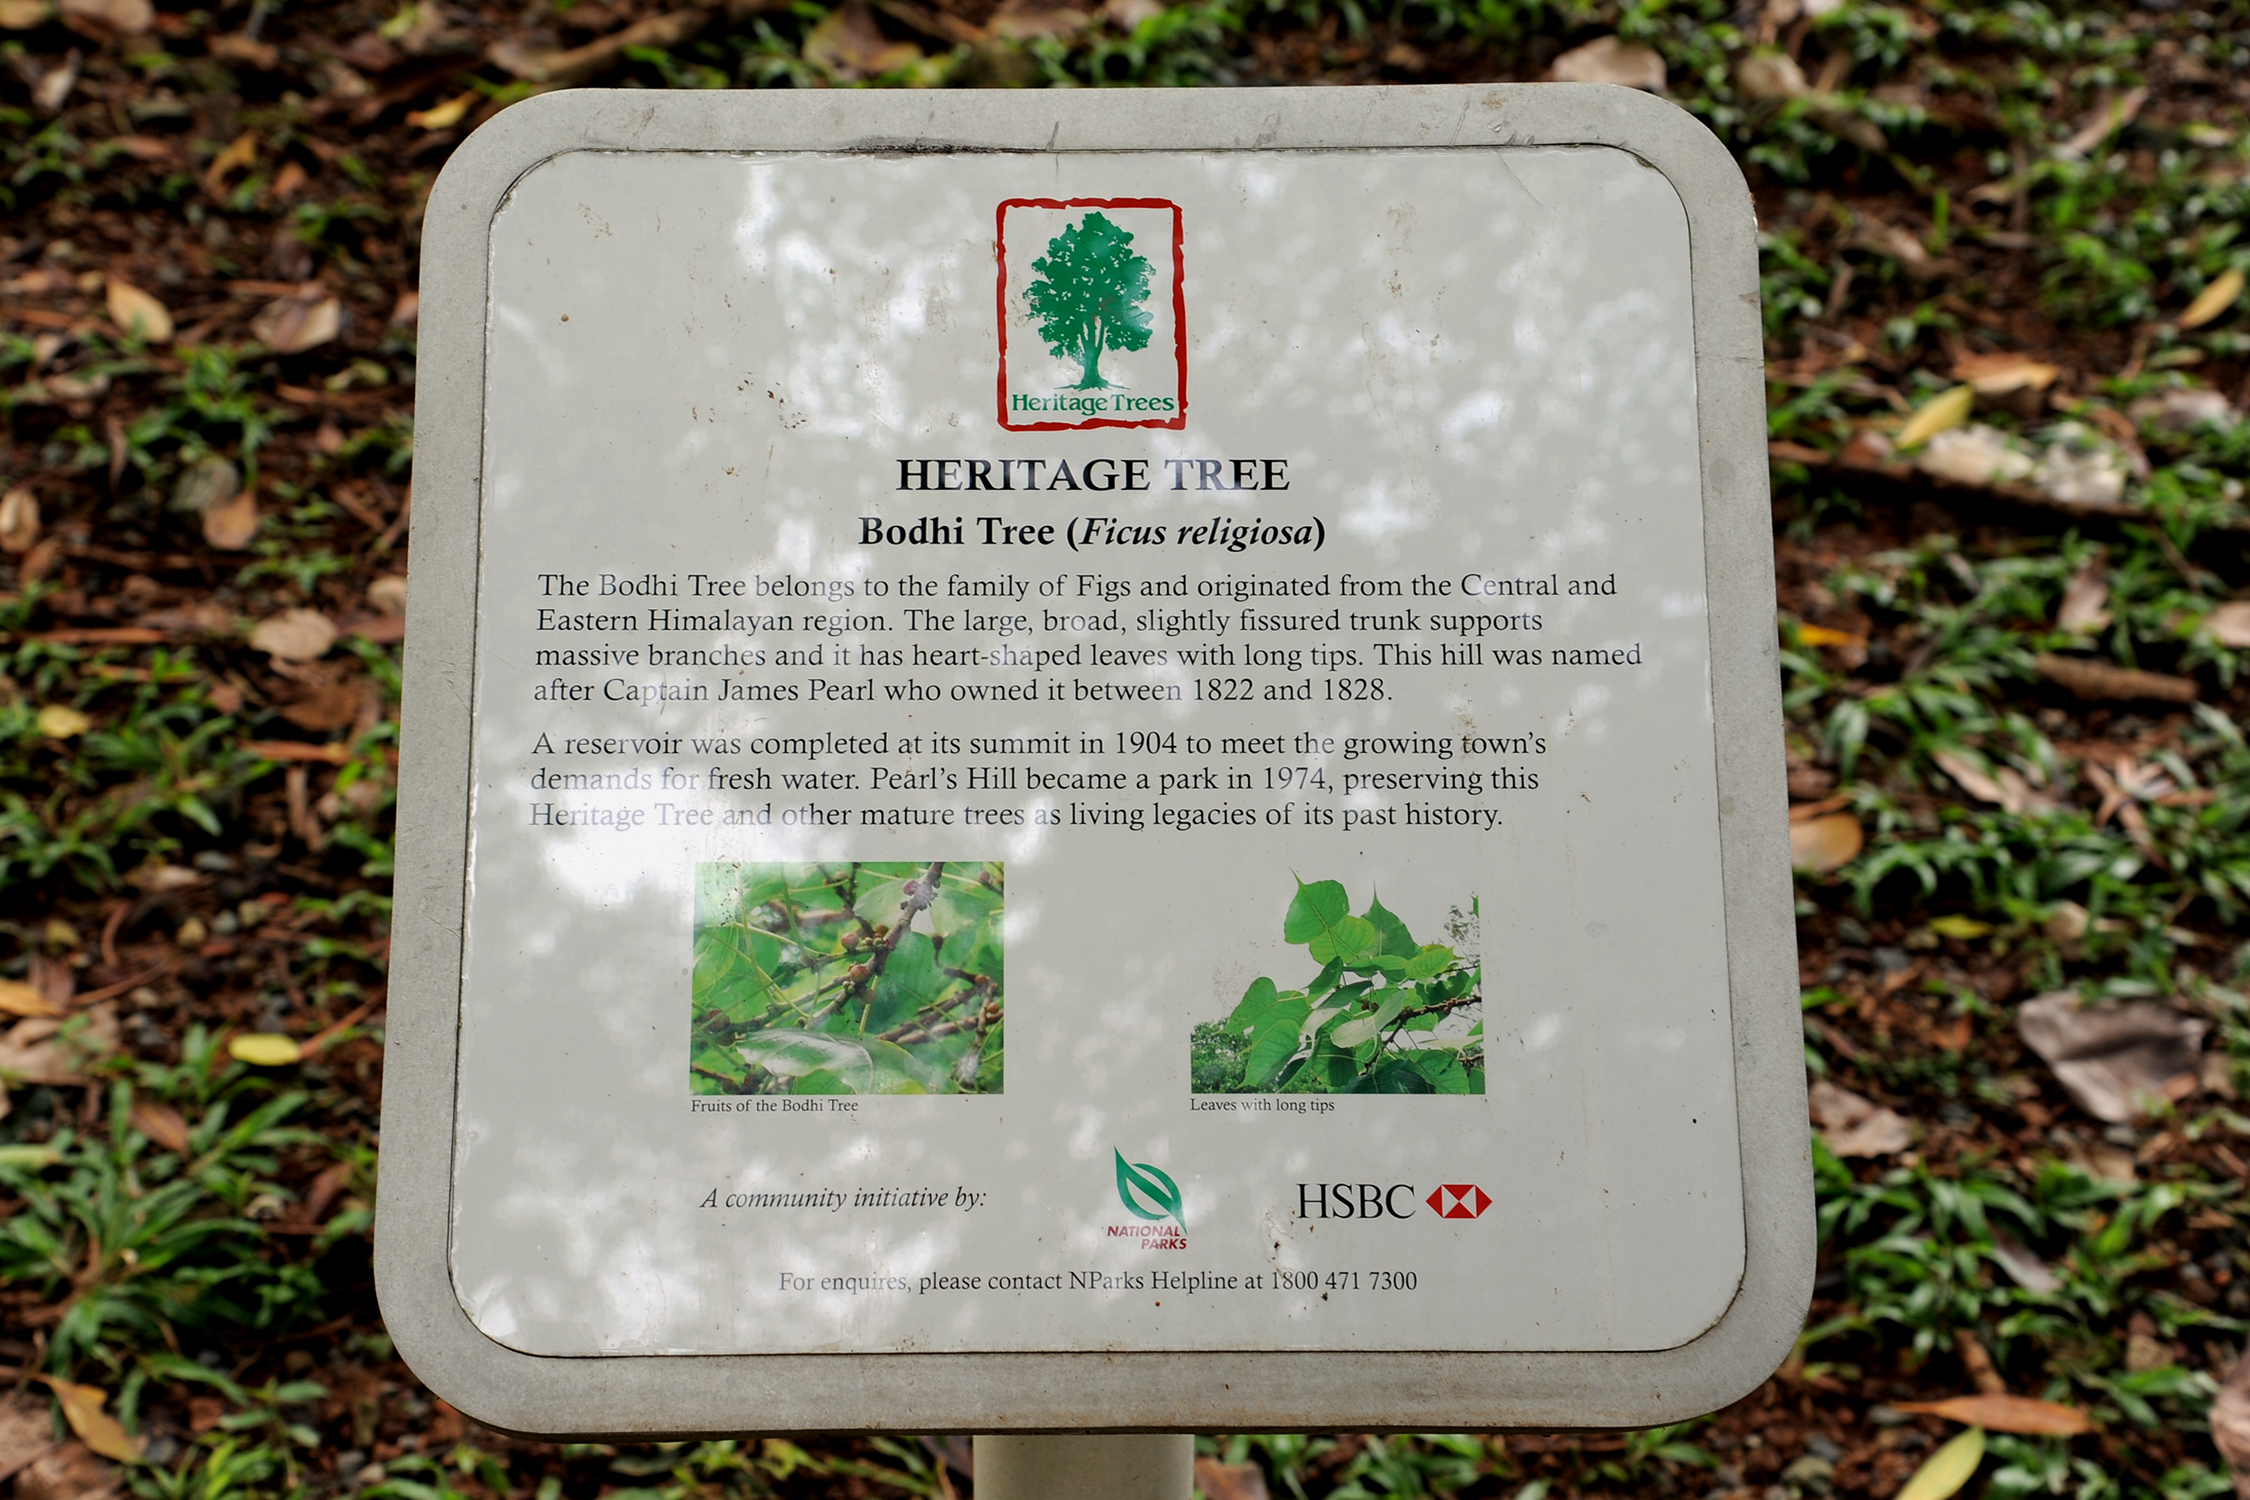 Heritage Trees
HERITAGE TREE
Bodhi Tree (Ficus religiosa)
The Bodhi Tree belongs to the family of Figs and originated from the Central and
Eastern Himalayan region. The large, broad, slightly fissured trunk supports
massive branches and it has heart-shaped leaves with long tips. This hill was named
after Captain James Pearl who owned it between 1822 and 1828.
A reservoir was completed at its summit in 1904 to meet the growing town's
demands for fresh water. Pearl's Hill became a park in 1974, preserving this
Heritage Tree and other mature trees as living legacies of its past history.
Fruits of the Bodhi Tree
Leaves with long tips
A community initiative by:
NATIONAL
PARKS
HSBC
For enquires, please contact NParks Helpline at 1800 471 7300